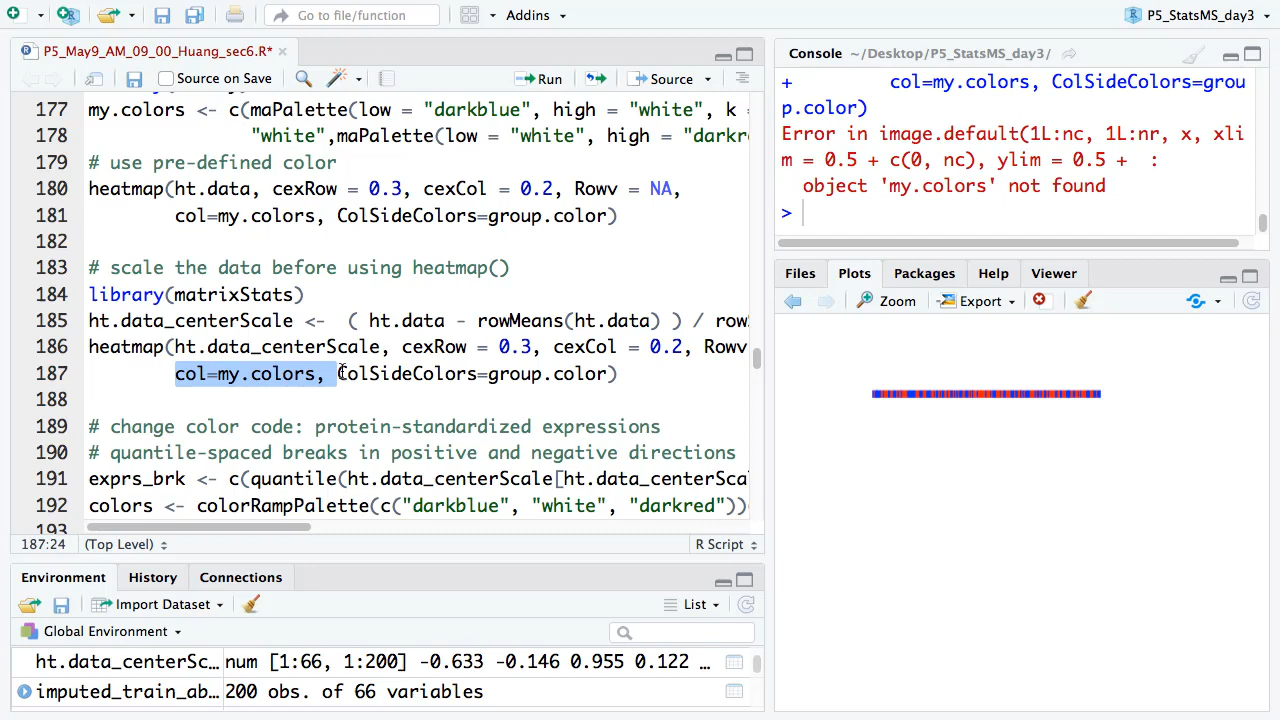 Go to file/function
Addins
P5_StatsMS_day3
P5_May9_AM_09_00_Huang_sec6.R*
Source on Save
Run
Source
177 my.colors <- c(maPalette(low = "darkblue", high = "white", k =
178 "white",maPalette(low = "white", high = "darkr
179 # use pre-defined color
180 heatmap(ht.data, cexRow = 0.3, cexCol = 0.2, Rowv = NA,
181 col=my.colors, ColSideColors=group.color)
182
183 # scale the data before using heatmap()
184 library(matrixStats)
185 ht.data_centerScale <-  ( ht.data - rowMeans(ht.data) ) / row
186 heatmap(ht.data_centerScale, cexRow = 0.3, cexCol = 0.2, Rowv
187 col=my.colors, ColSideColors=group.color)
188
189 # change color code: protein-standardized expressions
190 # quantile-spaced breaks in positive and negative directions
191 exprs_brk <- c(quantile(ht.data_centerScale[ht.data_centerSca
192 colors <- colorRampPalette(c("darkblue", "white", "darkred"))
193
187:24 (Top Level) R Script
Environment History Connections
Import Dataset List
Global Environment
ht.data_centerSc… num [1:66, 1:200] -0.633 -0.146 0.955 0.122 ...
imputed_train_ab… 200 obs. of 66 variables
Console ~/Desktop/P5_StatsMS_day3/
+ col=my.colors, ColSideColors=grou
p.color)
Error in image.default(1L:nc, 1L:nr, x, xli
m = 0.5 + c(0, nc), ylim = 0.5 +  :
object 'my.colors' not found
>
Files Plots Packages Help Viewer
Zoom Export